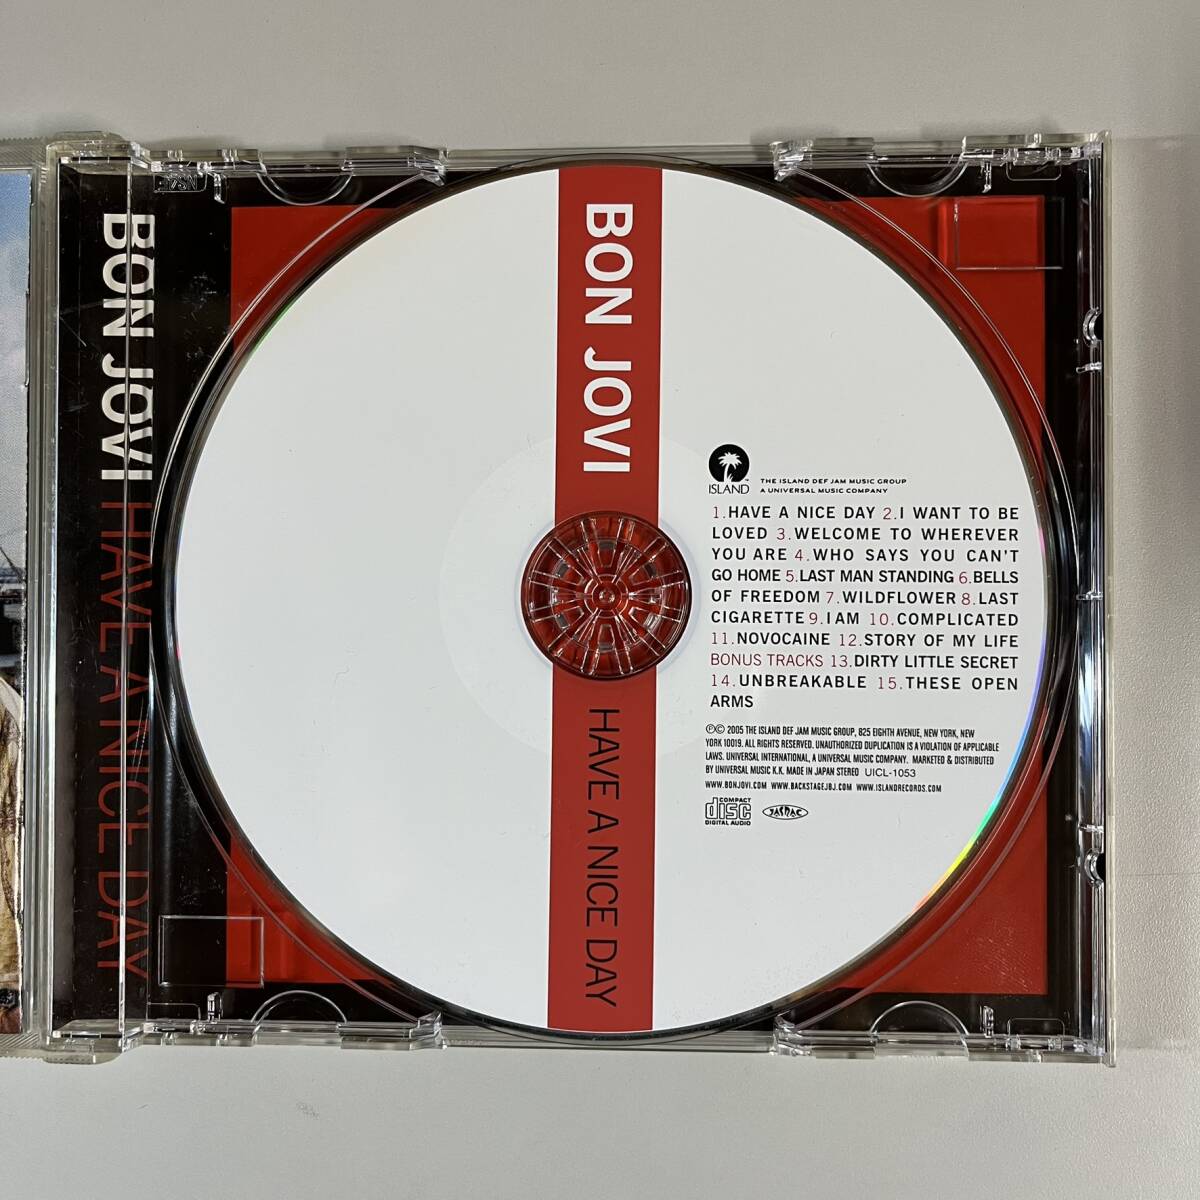 BON JOVI HAVE A NICE DAY
BON JOVI
HAVE A NICE DAY
ISLAND
THE ISLAND DEF JAM MUSIC GROUP
A UNIVERSAL MUSIC COMPANY
1.HAVE A NICE DAY 2.I WANT TO BE
LOVED 3.WELCOME TO WHEREVER
YOU ARE 4.WHO SAYS YOU CAN'T
GO HOME 5.LAST MAN STANDING 6.BELLS
OF FREEDOM 7.WILDFLOWER 8.LAST
CIGARETTE 9.I AM 10.COMPLICATED
11.NOVOCAINE 12.STORY OF MY LIFE
BONUS TRACKS 13.DIRTY LITTLE SECRET
14.UNBREAKABLE 15.THESE OPEN
ARMS
℗© 2005 THE ISLAND DEF JAM MUSIC GROUP, 825 EIGHTH AVENUE, NEW YORK, NEW
YORK 10019. ALL RIGHTS RESERVED. UNAUTHORIZED DUPLICATION IS A VIOLATION OF APPLICABLE
LAWS. UNIVERSAL INTERNATIONAL, A UNIVERSAL MUSIC COMPANY. MARKETED & DISTRIBUTED
BY UNIVERSAL MUSIC K.K. MADE IN JAPAN STEREO UICL-1053
WWW.BONJOVI.COM WWW.BACKSTAGEJBJ.COM WWW.ISLANDRECORDS.COM
COMPACT
disc
DIGITAL AUDIO
JASRAC